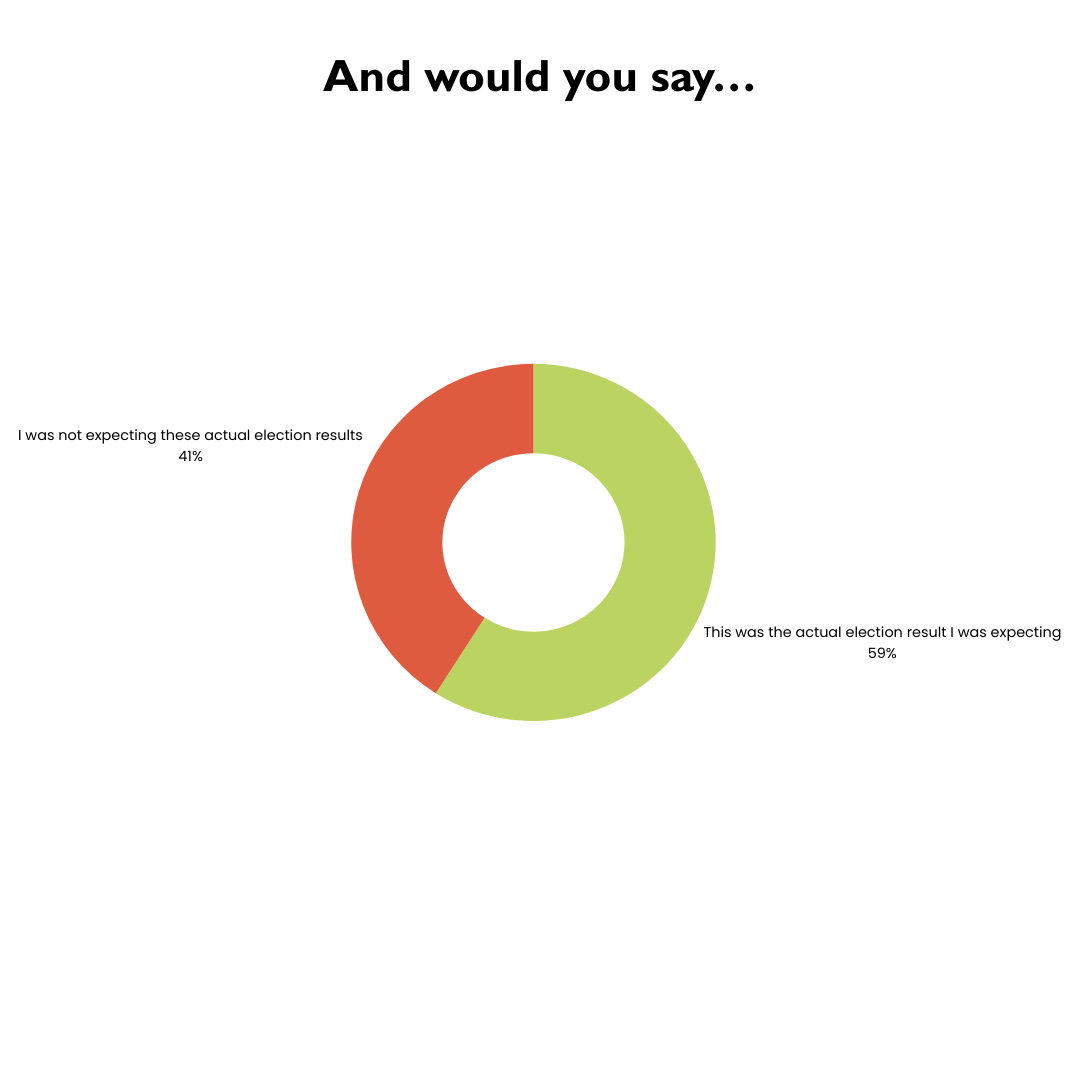 And would you say…
I was not expecting these actual election results
41%
This was the actual election result I was expecting
59%